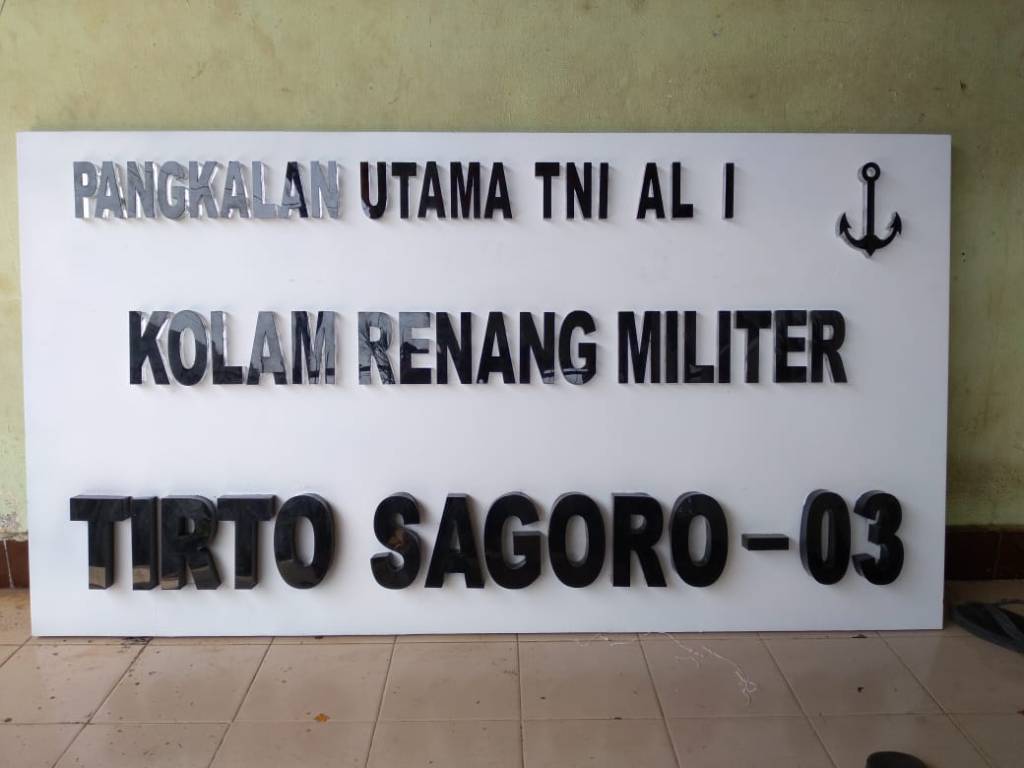 PANGKALAN UTAMA TNI AL I
KOLAM RENANG MILITER
TIRTO SAGORO-03